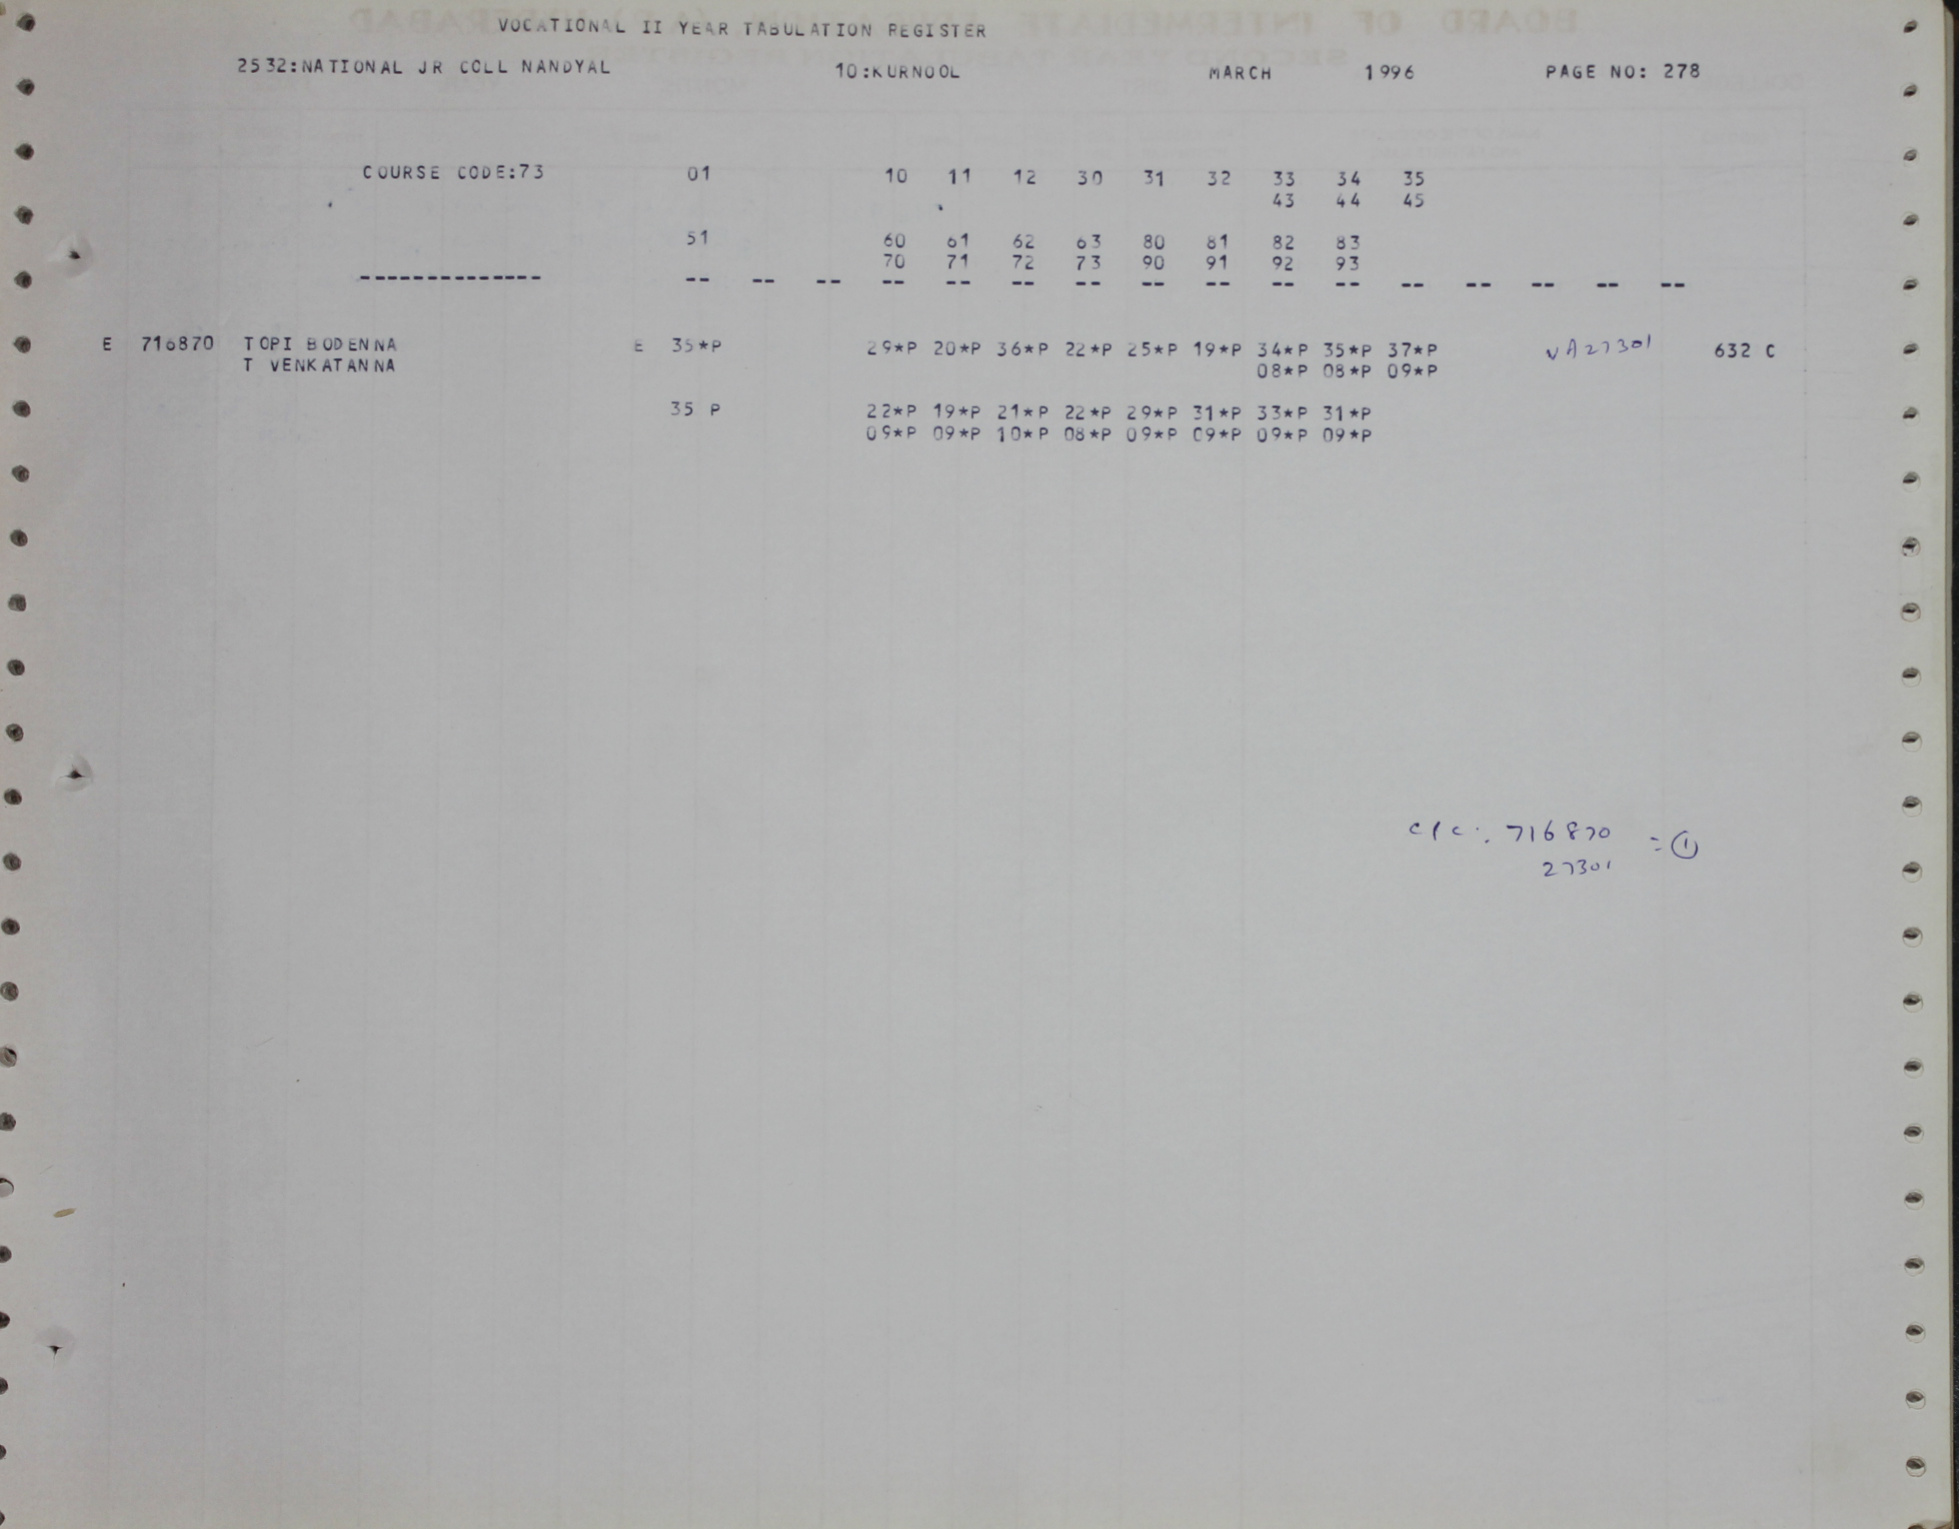 VOCATIONAL II YEAR TABULATION REGISTER
2532:NATIONAL JR COLL NANDYAL 10:KURNOOL MARCH 1996 PAGE NO: 278
COURSE CODE:73 01 10 11 12 30 31 32 33 34 35
43 44 45
51 60 61 62 63 80 81 82 83
70 71 72 73 90 91 92 93
-------------- -- -- -- -- -- -- -- -- -- -- -- -- -- -- -- --
E 716870 TOPI BODENNA E 35*P 29*P 20*P 36*P 22*P 25*P 19*P 34*P 35*P 37*P VA27301 632 C
T VENKATANNA 08*P 08*P 09*P
35 P 22*P 19*P 21*P 22*P 29*P 31*P 33*P 31*P
09*P 09*P 10*P 08*P 09*P 09*P 09*P 09*P
c/c. 716870 = 1
27301